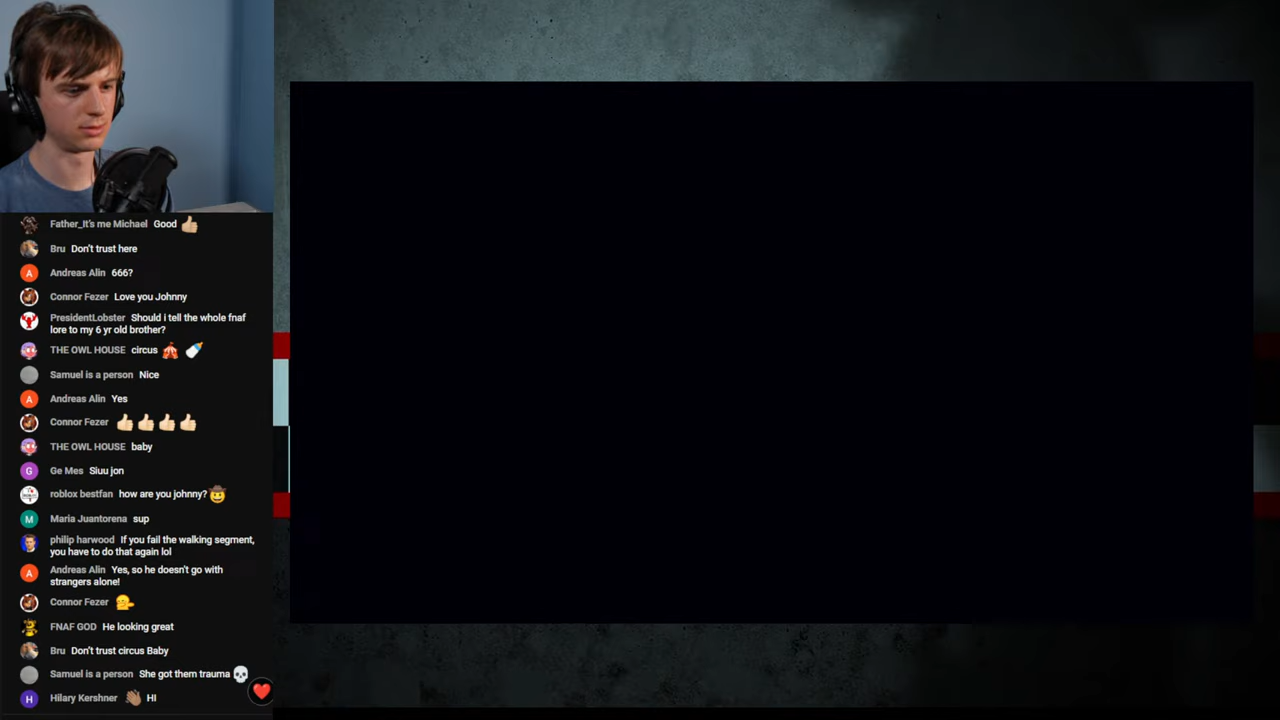 Father_It's me Michael Good 👍🏼
Bru Don't trust here
A Andreas Alin 666?
Connor Fezer Love you Johnny
PresidentLobster Should i tell the whole fnaf
lore to my 6 yr old brother?
THE OWL HOUSE circus 🎪 🍼
Samuel is a person Nice
A Andreas Alin Yes
Connor Fezer 👍🏼👍🏼👍🏼👍🏼
THE OWL HOUSE baby
G Ge Mes Siuu jon
roblox bestfan how are you johnny?🤠
M Maria Juantorena sup
philip harwood If you fail the walking segment,
you have to do that again lol
A Andreas Alin Yes, so he doesn't go with
strangers alone!
Connor Fezer
FNAF GOD He looking great
Bru Don't trust circus Baby
Samuel is a person She got them trauma 💀
H Hilary Kershner 👋🏽 HI